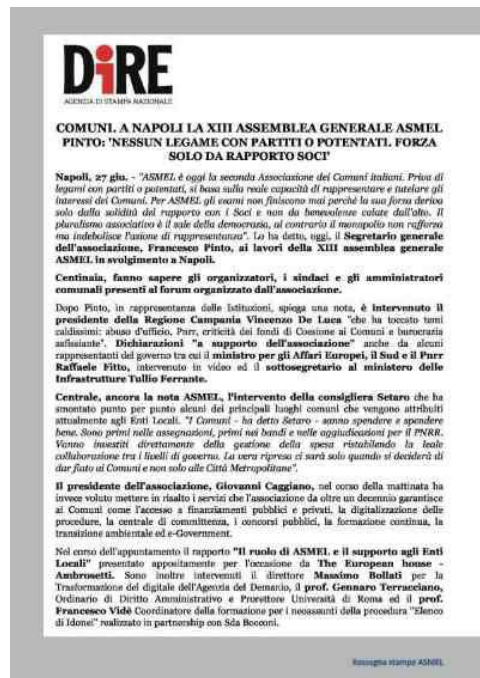 DiRE
AGENZIA DI STAMPA NAZIONALE
COMUNI. A NAPOLI LA XIII ASSEMBLEA GENERALE ASMEL
PINTO: 'NESSUN LEGAME CON PARTITI O POTENTATI. FORZA
SOLO DA RAPPORTO SOCI'
Napoli, 27 giu. - "ASMEL è oggi la seconda Associazione dei Comuni italiani. Priva di
legami con partiti o potentati, si basa sulla reale capacità di rappresentare e tutelare gli
interessi dei Comuni. Per ASMEL gli esami non finiscono mai perché la sua forza deriva
solo dalla solidità del rapporto con i Soci e non da benevolenze calate dall'alto. Il
pluralismo associativo è il sale della democrazia, al contrario il monopolio non rafforza
ma indebolisce l'azione di rappresentanza". Lo ha detto, oggi, il Segretario generale
dell'associazione, Francesco Pinto, ai lavori della XIII assemblea generale
ASMEL in svolgimento a Napoli.
Centinaia, fanno sapere gli organizzatori, i sindaci e gli amministratori
comunali presenti al forum organizzato dall'associazione.
Dopo Pinto, in rappresentanza delle Istituzioni, spiega una nota, è intervenuto il
presidente della Regione Campania Vincenzo De Luca "che ha toccato temi
caldissimi: abuso d'ufficio, Pnrr, criticità dei fondi di Coesione ai Comuni e burocrazia
asfissiante". Dichiarazioni "a supporto dell'associazione" anche da alcuni
rappresentanti del governo tra cui il ministro per gli Affari Europei, il Sud e il Pnrr
Raffaele Fitto, intervenuto in video ed il sottosegretario al ministero delle
Infrastrutture Tullio Ferrante.
Centrale, ancora la nota ASMEL, l'intervento della consigliera Setaro che ha
smontato punto per punto alcuni dei principali luoghi comuni che vengono attribuiti
attualmente agli Enti Locali. "I Comuni - ha detto Setaro - sanno spendere e spendere
bene. Sono primi nelle assegnazioni, primi nei bandi e nelle aggiudicazioni per il PNRR.
Vanno investiti direttamente della gestione della spesa ristabilendo la leale
collaborazione tra i livelli di governo. La vera ripresa ci sarà solo quando si deciderà di
dar fiato ai Comuni e non solo alle Città Metropolitane".
Il presidente dell'associazione, Giovanni Caggiano, nel corso della mattinata ha
invece voluto mettere in risalto i servizi che l'associazione da oltre un decennio garantisce
ai Comuni come l'accesso a finanziamenti pubblici e privati, la digitalizzazione delle
procedure, la centrale di committenza, i concorsi pubblici, la formazione continua, la
transizione ambientale ed e-Government.
Nel corso dell'appuntamento il rapporto "Il ruolo di ASMEL e il supporto agli Enti
Locali" presentato appositamente per l'occasione da The European house -
Ambrosetti. Sono inoltre intervenuti il direttore Massimo Bollati per la
Trasformazione del digitale dell'Agenzia del Demanio, il prof. Gennaro Terracciano,
Ordinario di Diritto Amministrativo e Prorettore Università di Roma ed il prof.
Francesco Vidè Coordinatore della formazione per i neoassunti della procedura "Elenco
di Idonei" realizzato in partnership con Sda Bocconi.
Rassegna stampa ASMEL